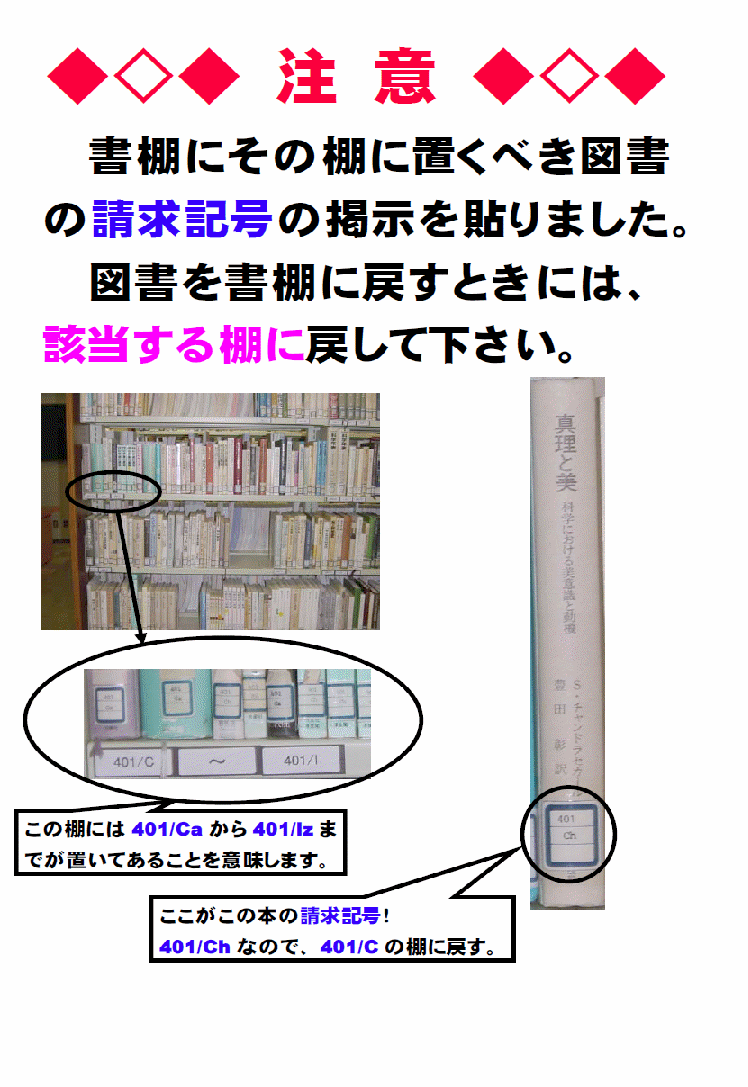 ◆◇◆ 注 意 ◆◇◆
書棚にその棚に置くべき図書
の請求記号の掲示を貼りました。
図書を書棚に戻すときには、
該当する棚に戻して下さい。
真理と美
科学における美意識と動機
S・チャンドラセカール
豊田 彰 訳
401
Ch
401/C
～
401/I
この棚には 401/Ca から 401/Iz ま
でが置いてあることを意味します。
ここがこの本の請求記号!
401/Ch なので、401/C の棚に戻す。